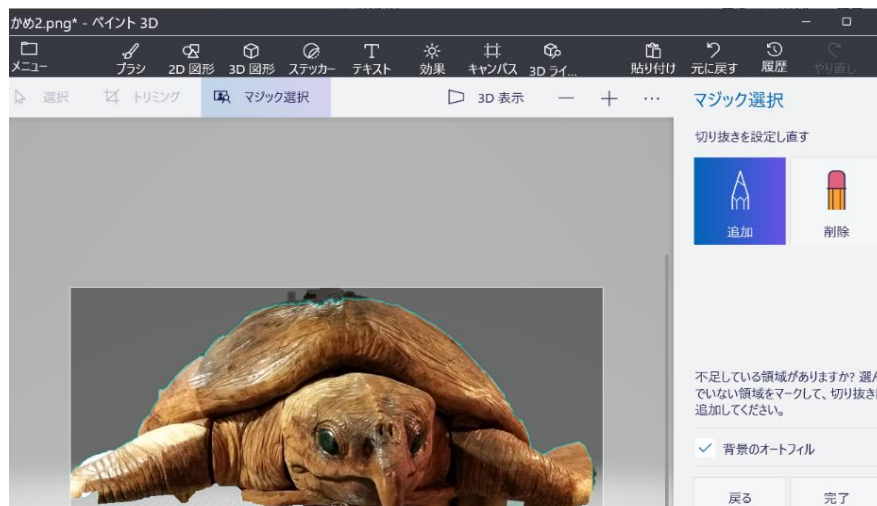 かめ2.png* - ペイント 3D
メニュー
ブラシ
2D 図形
3D 図形
ステッカー
テキスト
効果
キャンバス
3D ライ...
貼り付け
元に戻す
履歴
やり直し
選択
トリミング
マジック選択
3D 表示
マジック選択
切り抜きを設定し直す
追加
削除
不足している領域がありますか? 選ん
でいない領域をマークして、切り抜きに
追加してください。
背景のオートフィル
戻る
完了